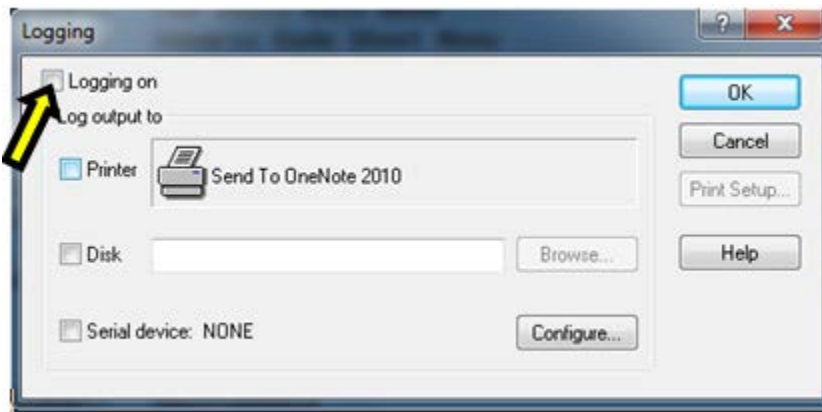 Logging
?
X
Logging on
OK
Log output to
Cancel
Printer
Send To OneNote 2010
Print Setup...
Disk
Browse...
Help
Serial device: NONE
Configure...